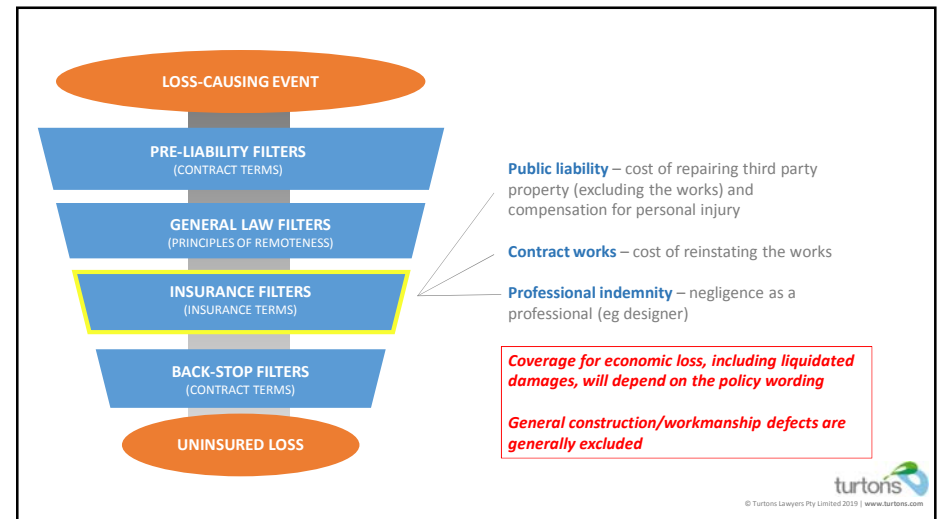 LOSS-CAUSING EVENT
PRE-LIABILITY FILTERS
(CONTRACT TERMS)
GENERAL LAW FILTERS
(PRINCIPLES OF REMOTENESS)
INSURANCE FILTERS
(INSURANCE TERMS)
BACK-STOP FILTERS
(CONTRACT TERMS)
UNINSURED LOSS
Public liability – cost of repairing third party
property (excluding the works) and
compensation for personal injury
Contract works – cost of reinstating the works
Professional indemnity – negligence as a
professional (eg designer)
Coverage for economic loss, including liquidated
damages, will depend on the policy wording
General construction/workmanship defects are
generally excluded
turtons
© Turtons Lawyers Pty Limited 2019 | www.turtons.com